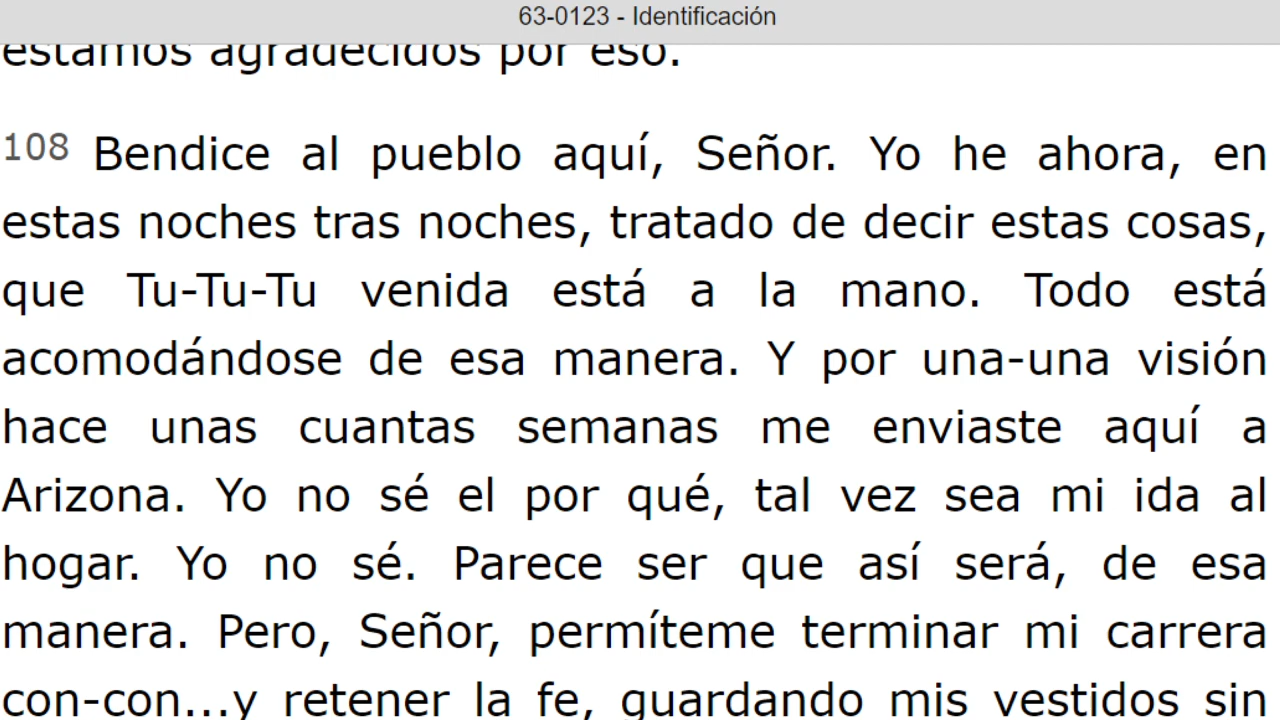 63-0123 - Identificación
estamos agradecidos por eso.
108 Bendice al pueblo aquí, Señor. Yo he ahora, en
estas noches tras noches, tratado de decir estas cosas,
que Tu-Tu-Tu venida está a la mano. Todo está
acomodándose de esa manera. Y por una-una visión
hace unas cuantas semanas me enviaste aquí a
Arizona. Yo no sé el por qué, tal vez sea mi ida al
hogar. Yo no sé. Parece ser que así será, de esa
manera. Pero, Señor, permíteme terminar mi carrera
con-con...y retener la fe, guardando mis vestidos sin